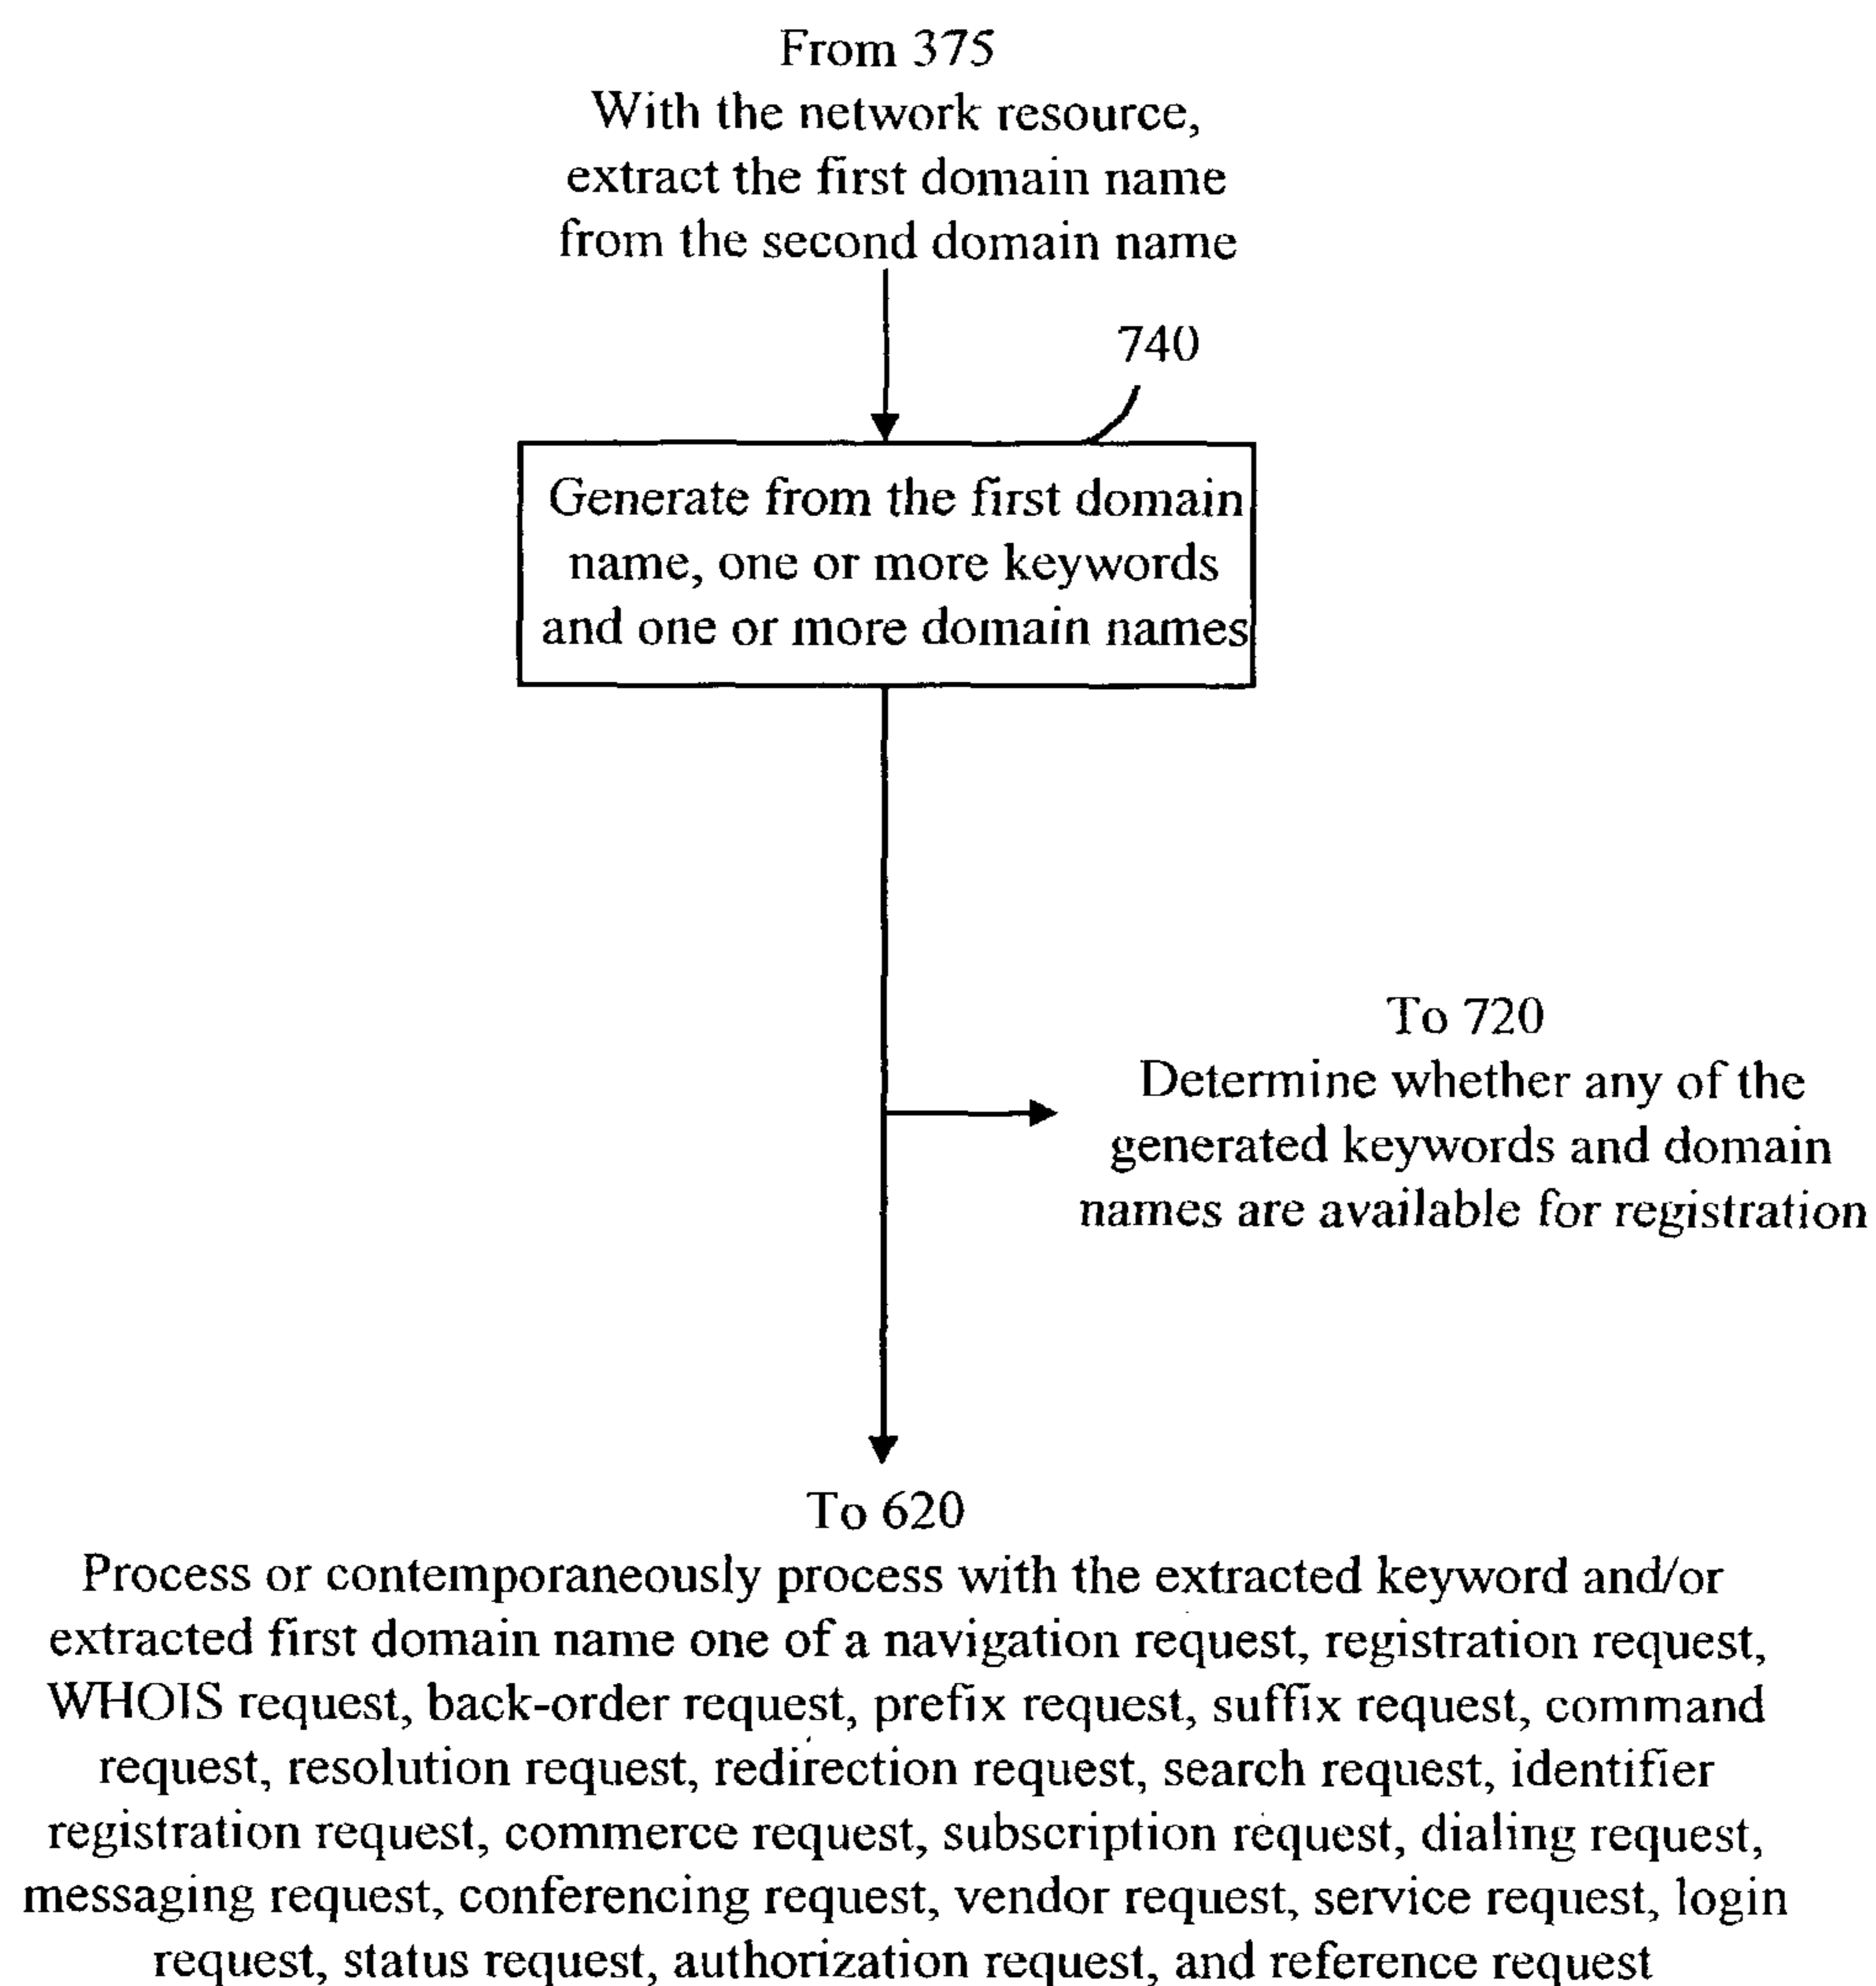 From 375
With the network resource,
extract the first domain name
from the second domain name
740
Generate from the first domain
name, one or more keywords
and one or more domain names
To 720
Determine whether any of the
generated keywords and domain
names are available for registration
To 620
Process or contemporaneously process with the extracted keyword and/or
extracted first domain name one of a navigation request, registration request,
WHOIS request, back-order request, prefix request, suffix request, command
request, resolution request, redirection request, search request, identifier
registration request, commerce request, subscription request, dialing request,
messaging request, conferencing request, vendor request, service request, login
request, status request, authorization request, and reference request